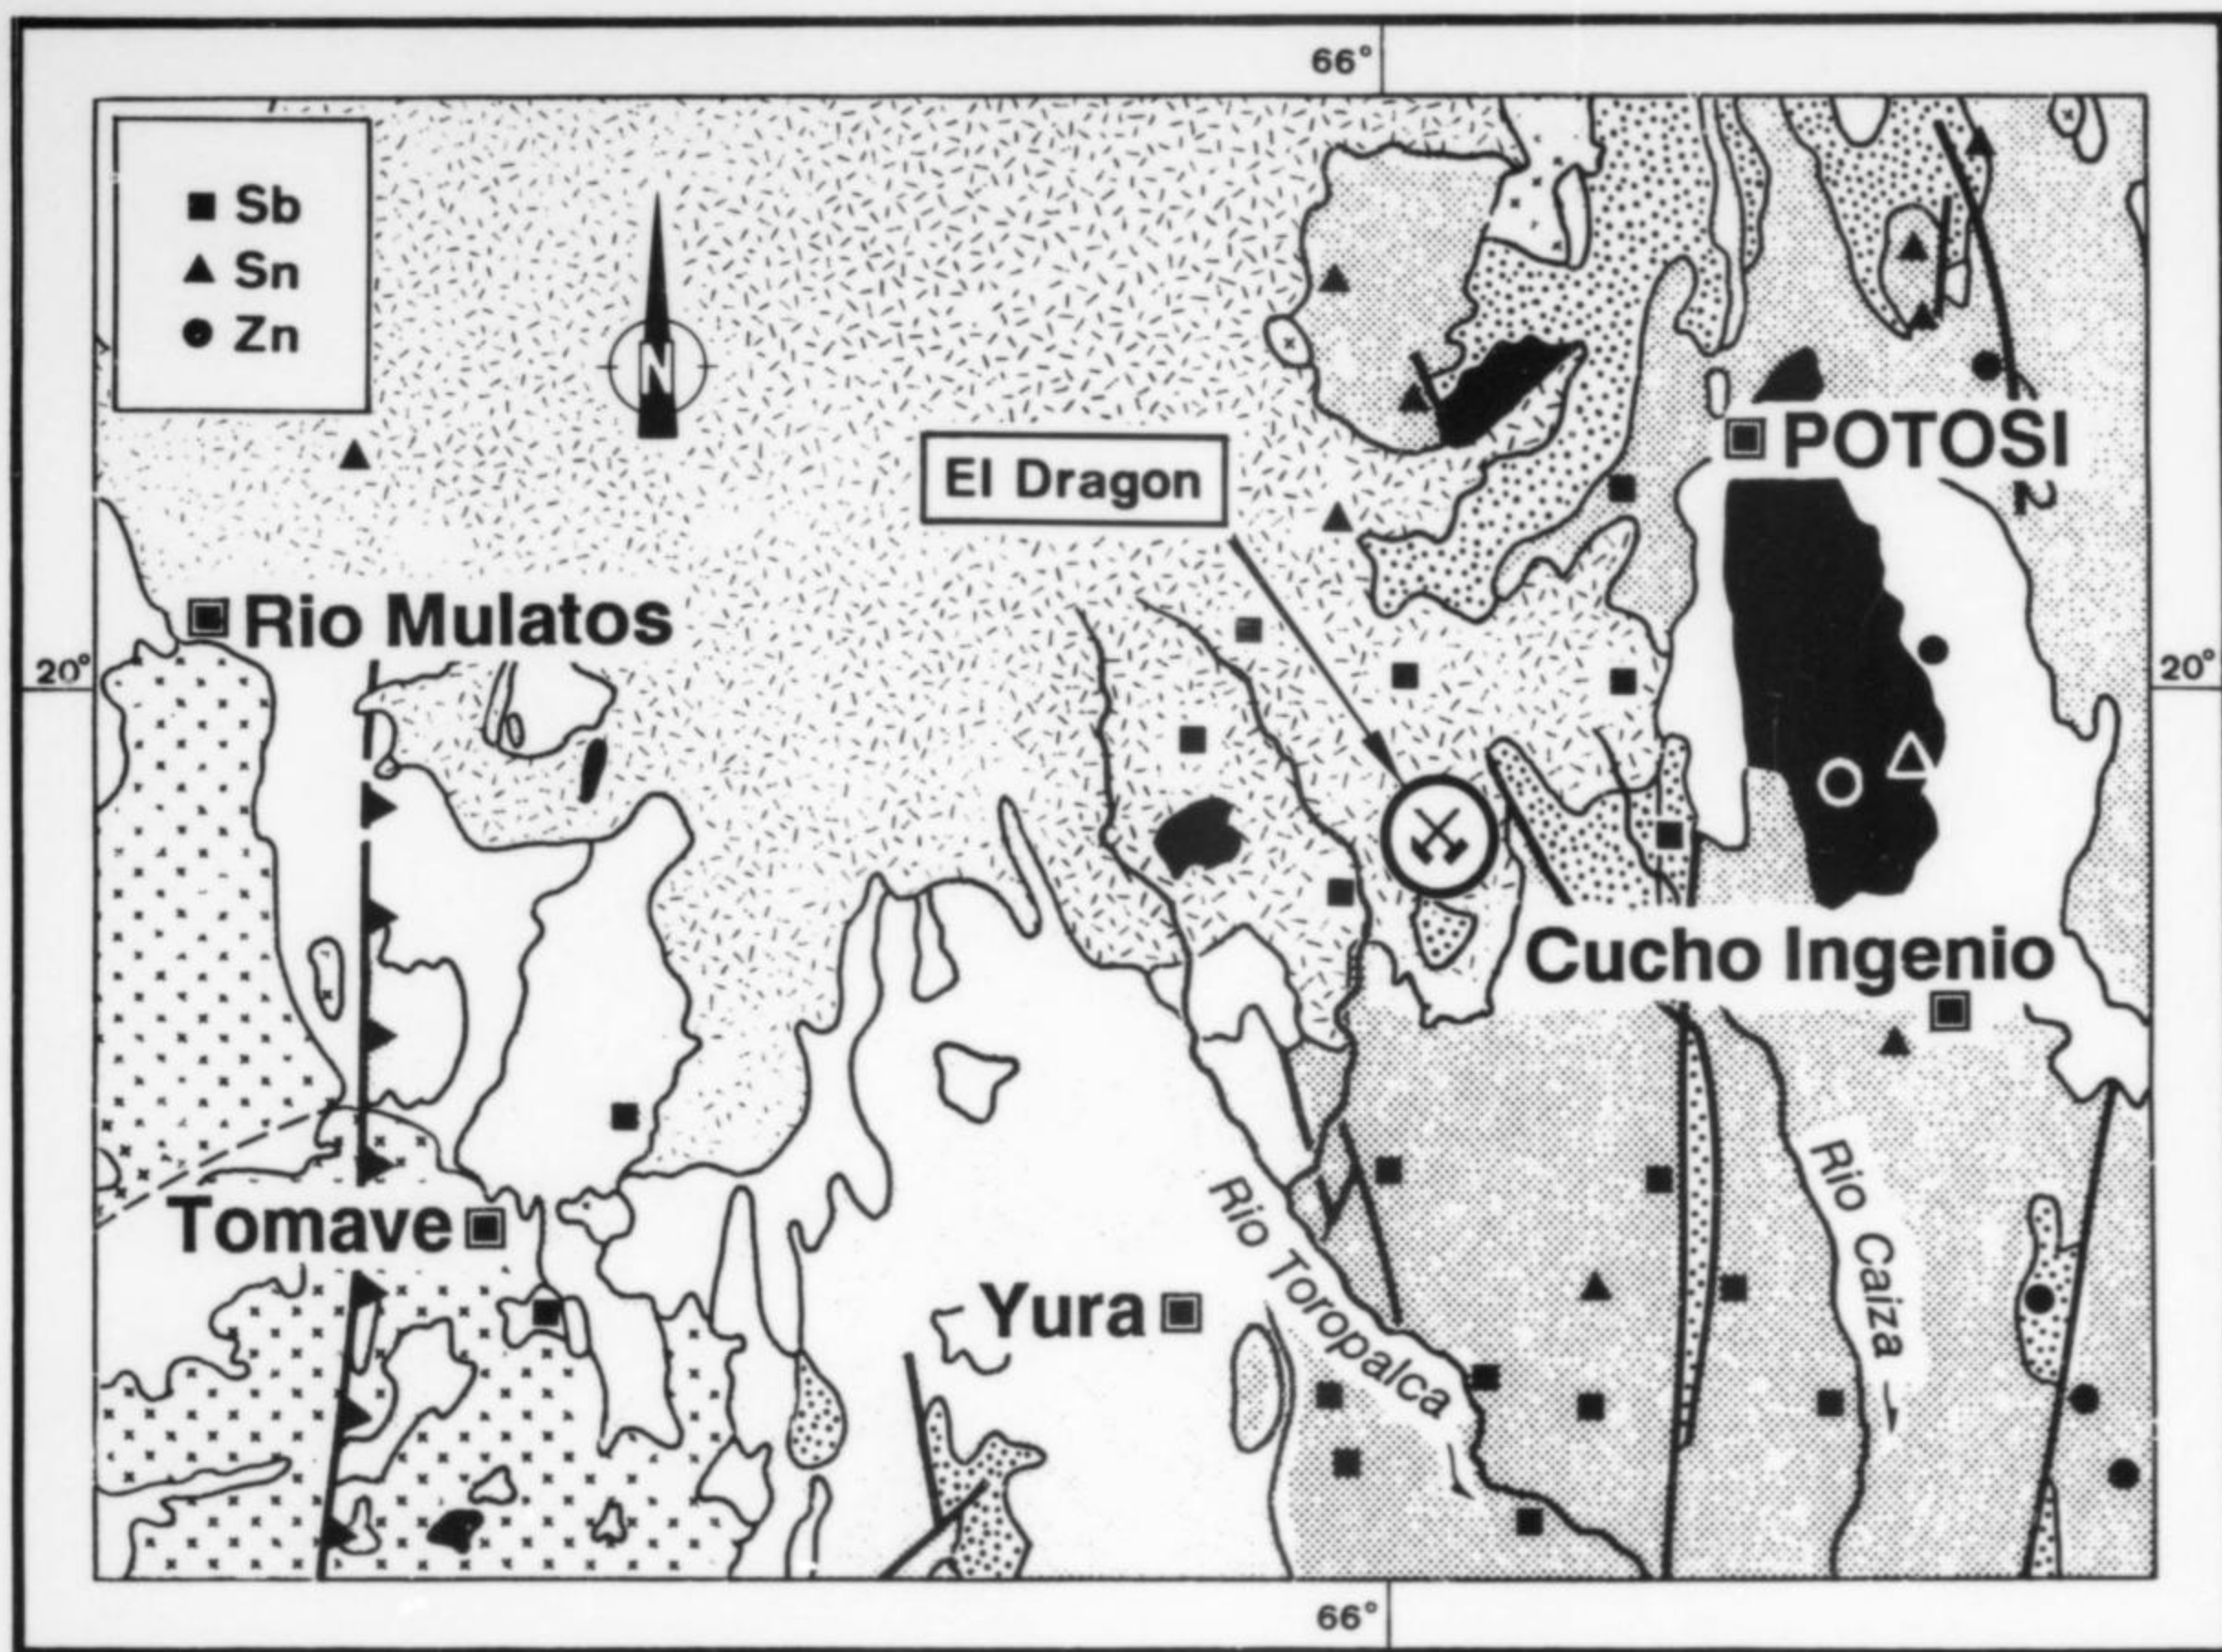 66°
Sb
Sn
Zn
N
POTOSI
El Dragon
2
Rio Mulatos
20°
20°
Cucho Ingenio
Rio Caiza
Tomave
Rio Toropalca
Yura
66°